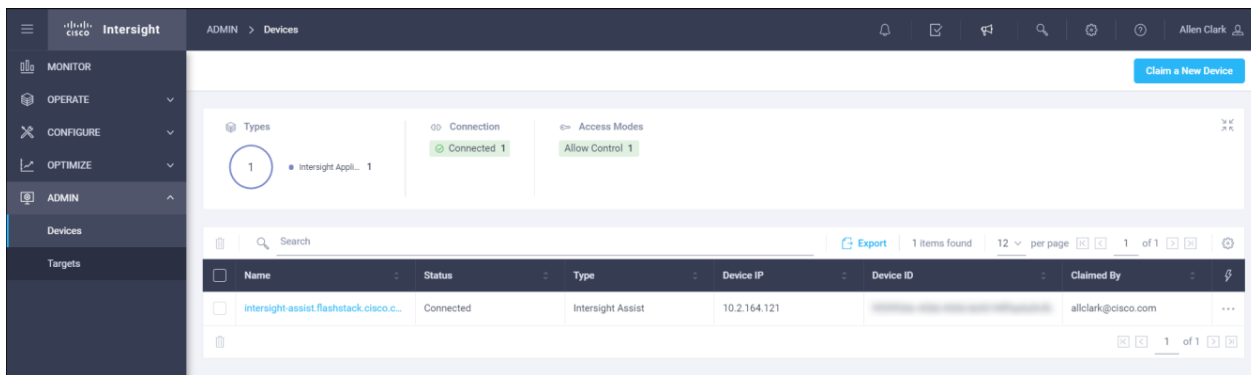 cisco Intersight
ADMIN > Devices
Allen Clark
MONITOR
OPERATE
CONFIGURE
OPTIMIZE
ADMIN
Devices
Targets
Claim a New Device
Types
1
Intersight Appli... 1
Connection
Connected 1
Access Modes
Allow Control 1
Search
Export 1 items found 12 per page 1 of 1
Name Status Type Device IP Device ID Claimed By
intersight-assist.flashstack.cisco.c... Connected Intersight Assist 10.2.164.121 allclark@cisco.com ...
1 of 1